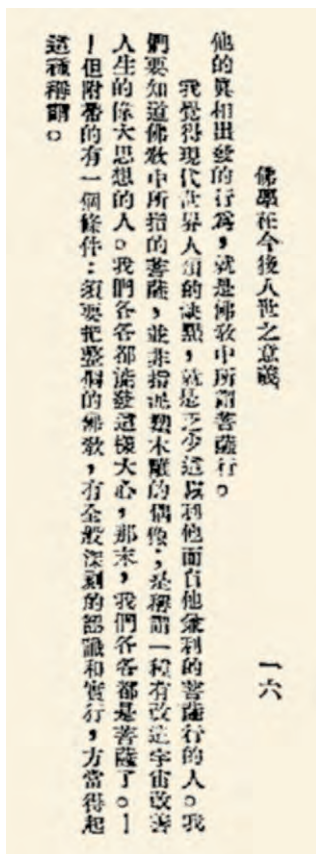 佛學在今後人世之意義
一六
他的眞相出發的行爲，就是佛敎中所謂菩薩行。
我覺得現代世界人類的缺點，就是乏少這以利他而自他兼利的菩薩行的人。我
們要知道佛敎中所指的菩薩，並非指泥塑木雕的偶像，是稱謂一種有改造宇宙改善
人生的偉大思想的人。我們各各都能發這樣大心，那末，我們各各都是菩薩了。—
—但附帶的有一個條件：須要把整個的佛敎，有全般深刻的認識和實行，方當得起
這種稱謂。